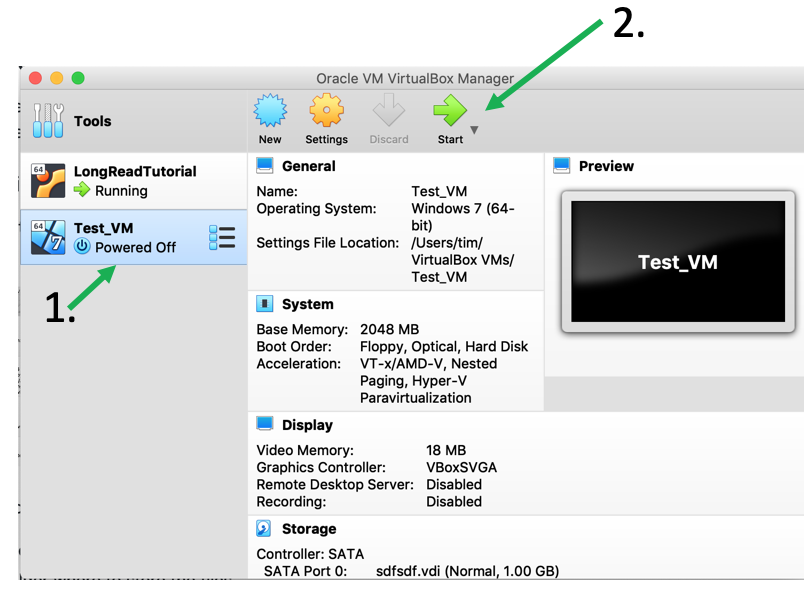 2.
Oracle VM VirtualBox Manager
Tools
New
Settings
Discard
Start
64
LongReadTutorial
Running
64
7
Test_VM
Powered Off
1.
General
Name: Test_VM
Operating System: Windows 7 (64-
bit)
Settings File Location: /Users/tim/
VirtualBox VMs/
Test_VM
Preview
Test_VM
System
Base Memory: 2048 MB
Boot Order: Floppy, Optical, Hard Disk
Acceleration: VT-x/AMD-V, Nested
Paging, Hyper-V
Paravirtualization
Display
Video Memory: 18 MB
Graphics Controller: VBoxSVGA
Remote Desktop Server: Disabled
Recording: Disabled
Storage
Controller: SATA
SATA Port 0: sdfsdf.vdi (Normal, 1.00 GB)